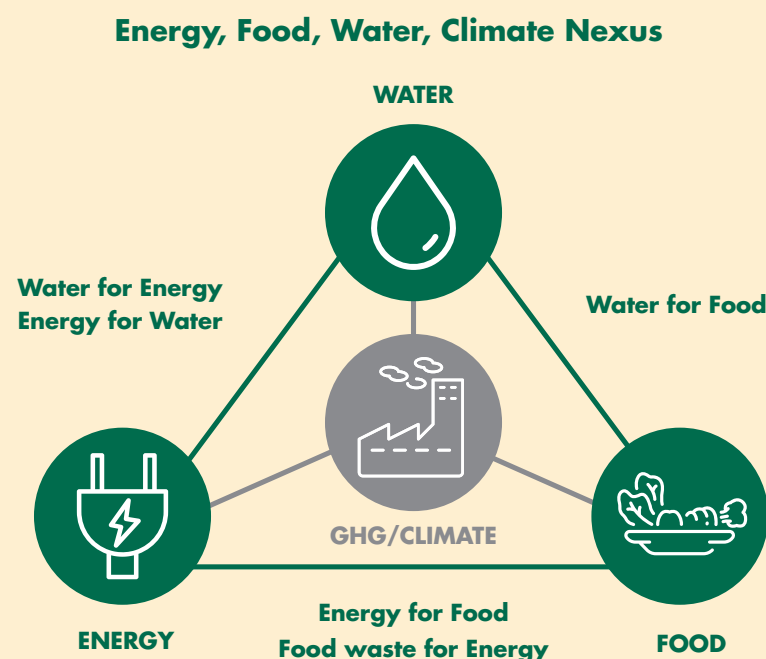 Energy, Food, Water, Climate Nexus
WATER
Water for Energy
Energy for Water
Water for Food
GHG/CLIMATE
Energy for Food
Food waste for Energy
ENERGY
FOOD